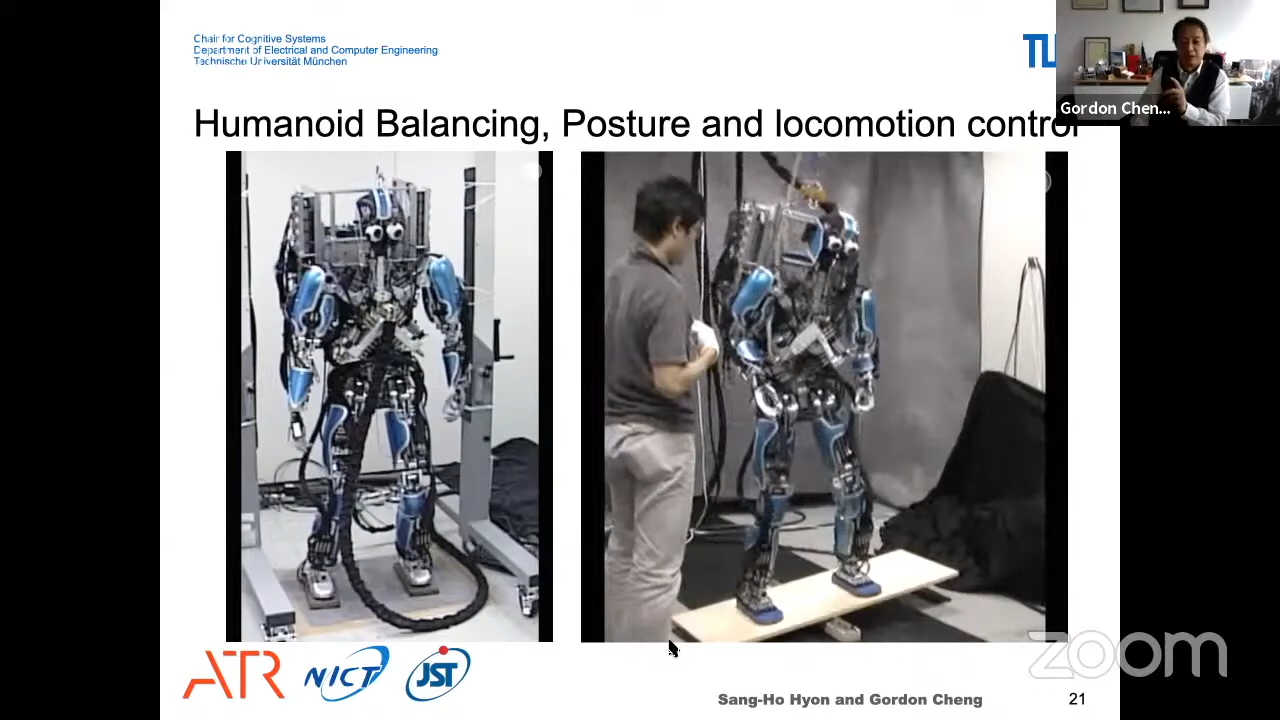 Chair for Cognitive Systems
Department of Electrical and Computer Engineering
Technische Universität München
Gordon Chen...
Humanoid Balancing, Posture and locomotion control
ATR
NICT
JST
zoom
Sang-Ho Hyon and Gordon Cheng
21